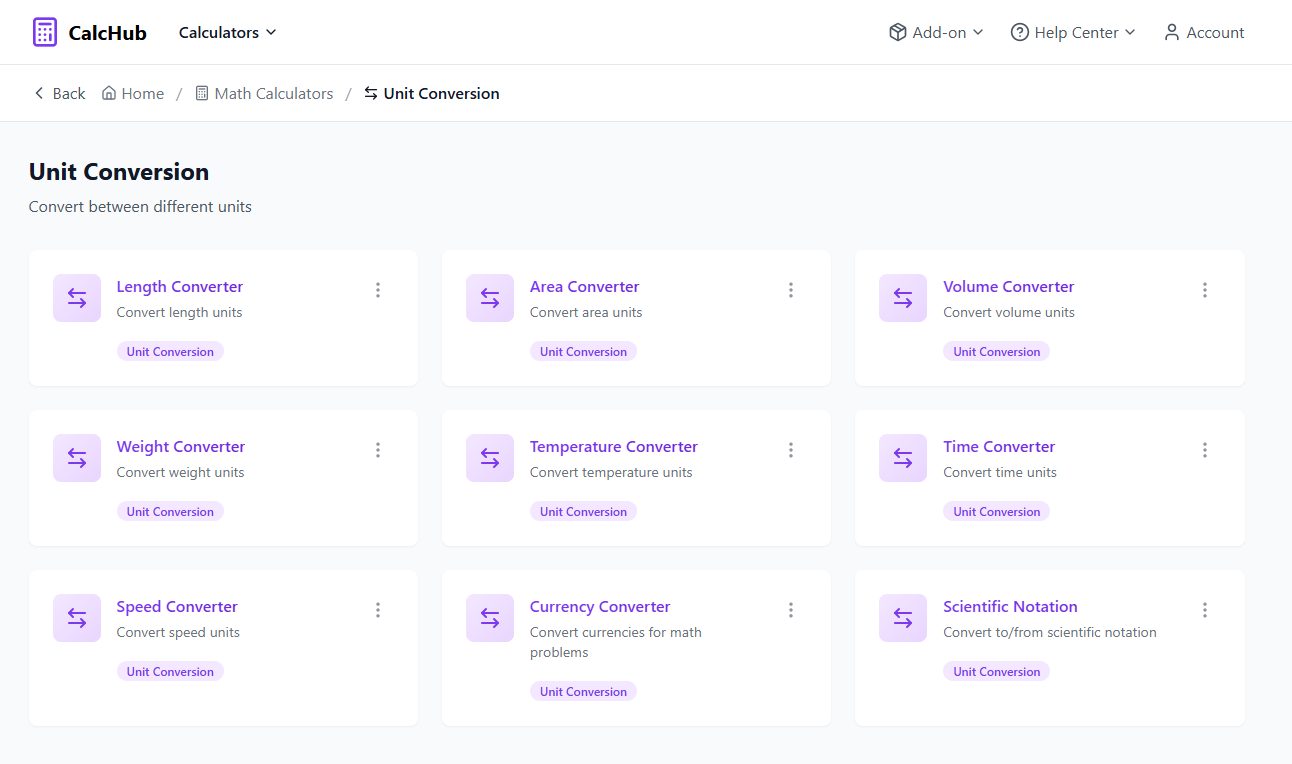 CalcHub Calculators Add-on Help Center Account
Back Home / Math Calculators / Unit Conversion
Unit Conversion
Convert between different units
Length Converter
Convert length units
Unit Conversion
Area Converter
Convert area units
Unit Conversion
Volume Converter
Convert volume units
Unit Conversion
Weight Converter
Convert weight units
Unit Conversion
Temperature Converter
Convert temperature units
Unit Conversion
Time Converter
Convert time units
Unit Conversion
Speed Converter
Convert speed units
Unit Conversion
Currency Converter
Convert currencies for math
problems
Unit Conversion
Scientific Notation
Convert to/from scientific notation
Unit Conversion